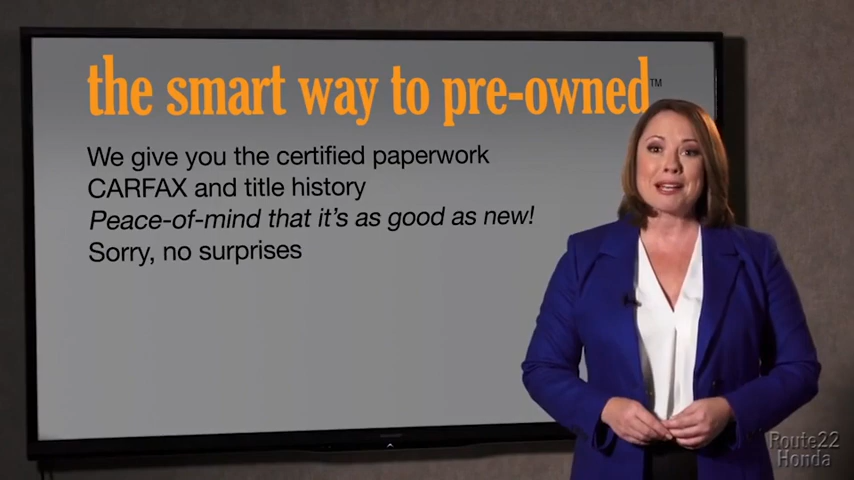 the smart way to pre-owned™
We give you the certified paperwork
CARFAX and title history
Peace-of-mind that it's as good as new!
Sorry, no surprises
Route22
Honda